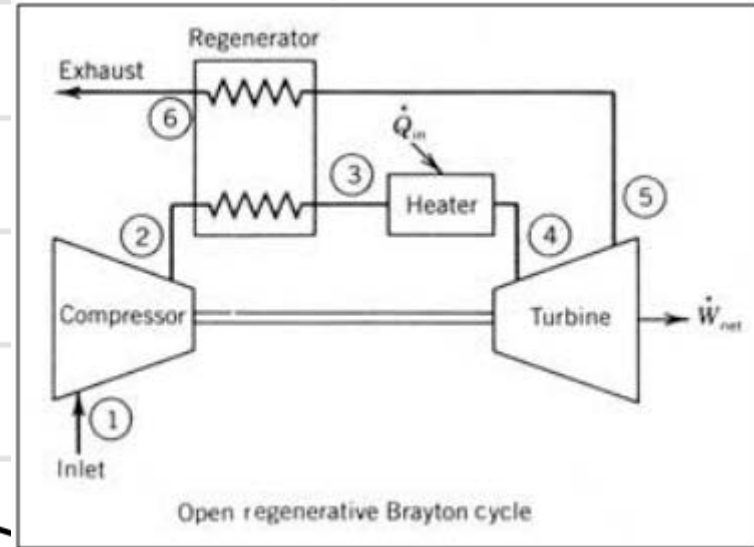 Regenerator
Exhaust
6
Q̇in
3
Heater
2
4
5
Compressor
Turbine
Ẇnet
1
Inlet
Open regenerative Brayton cycle